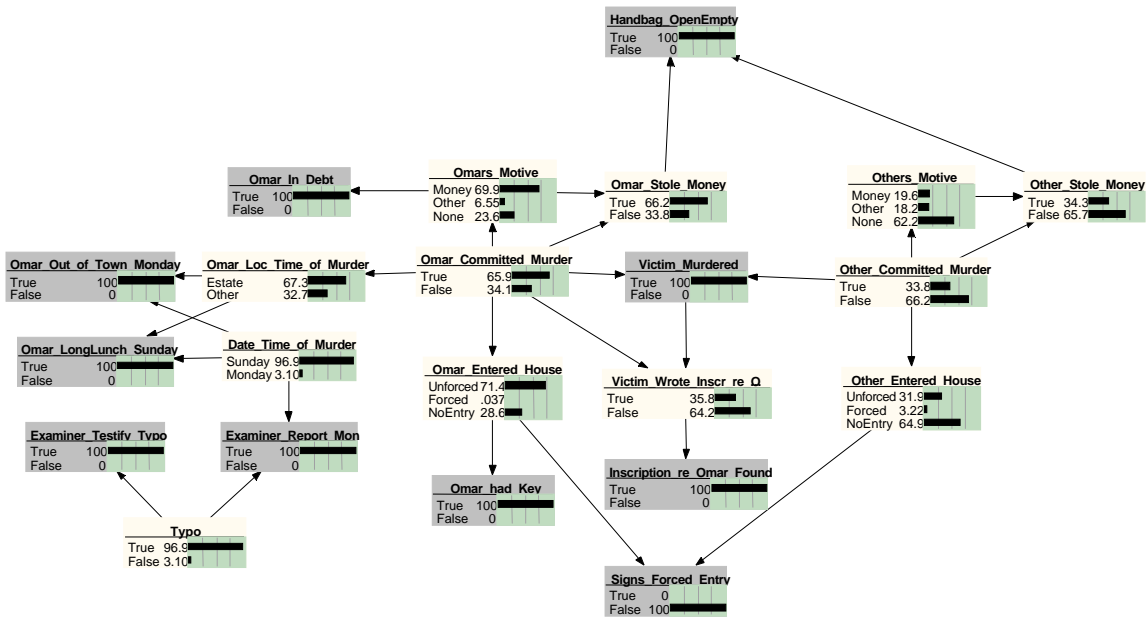 Handbag_OpenEmpty
True 100
False 0
Omar_In_Debt
True 100
False 0
Omars_Motive
Money 69.9
Other 6.55
None 23.6
Omar_Stole_Money
True 66.2
False 33.8
Others_Motive
Money 19.6
Other 18.2
None 62.2
Other_Stole_Money
True 34.3
False 65.7
Omar_Out_of_Town_Monday
True 100
False 0
Omar_Loc_Time_of_Murder
Estate 67.3
Other 32.7
Omar_Committed_Murder
True 65.9
False 34.1
Victim_Murdered
True 100
False 0
Other_Committed_Murder
True 33.8
False 66.2
Omar_LongLunch_Sunday
True 100
False 0
Date_Time_of_Murder
Sunday 96.9
Monday 3.10
Omar_Entered_House
Unforced 71.4
Forced .037
NoEntry 28.6
Victim_Wrote_Inscr_re_Ω
True 35.8
False 64.2
Other_Entered_House
Unforced 31.9
Forced 3.22
NoEntry 64.9
Examiner_Testify_Typo
True 100
False 0
Examiner_Report_Mon
True 100
False 0
Omar_had_Key
True 100
False 0
Inscription_re_Omar_Found
True 100
False 0
Typo
True 96.9
False 3.10
Signs_Forced_Entry
True 0
False 100